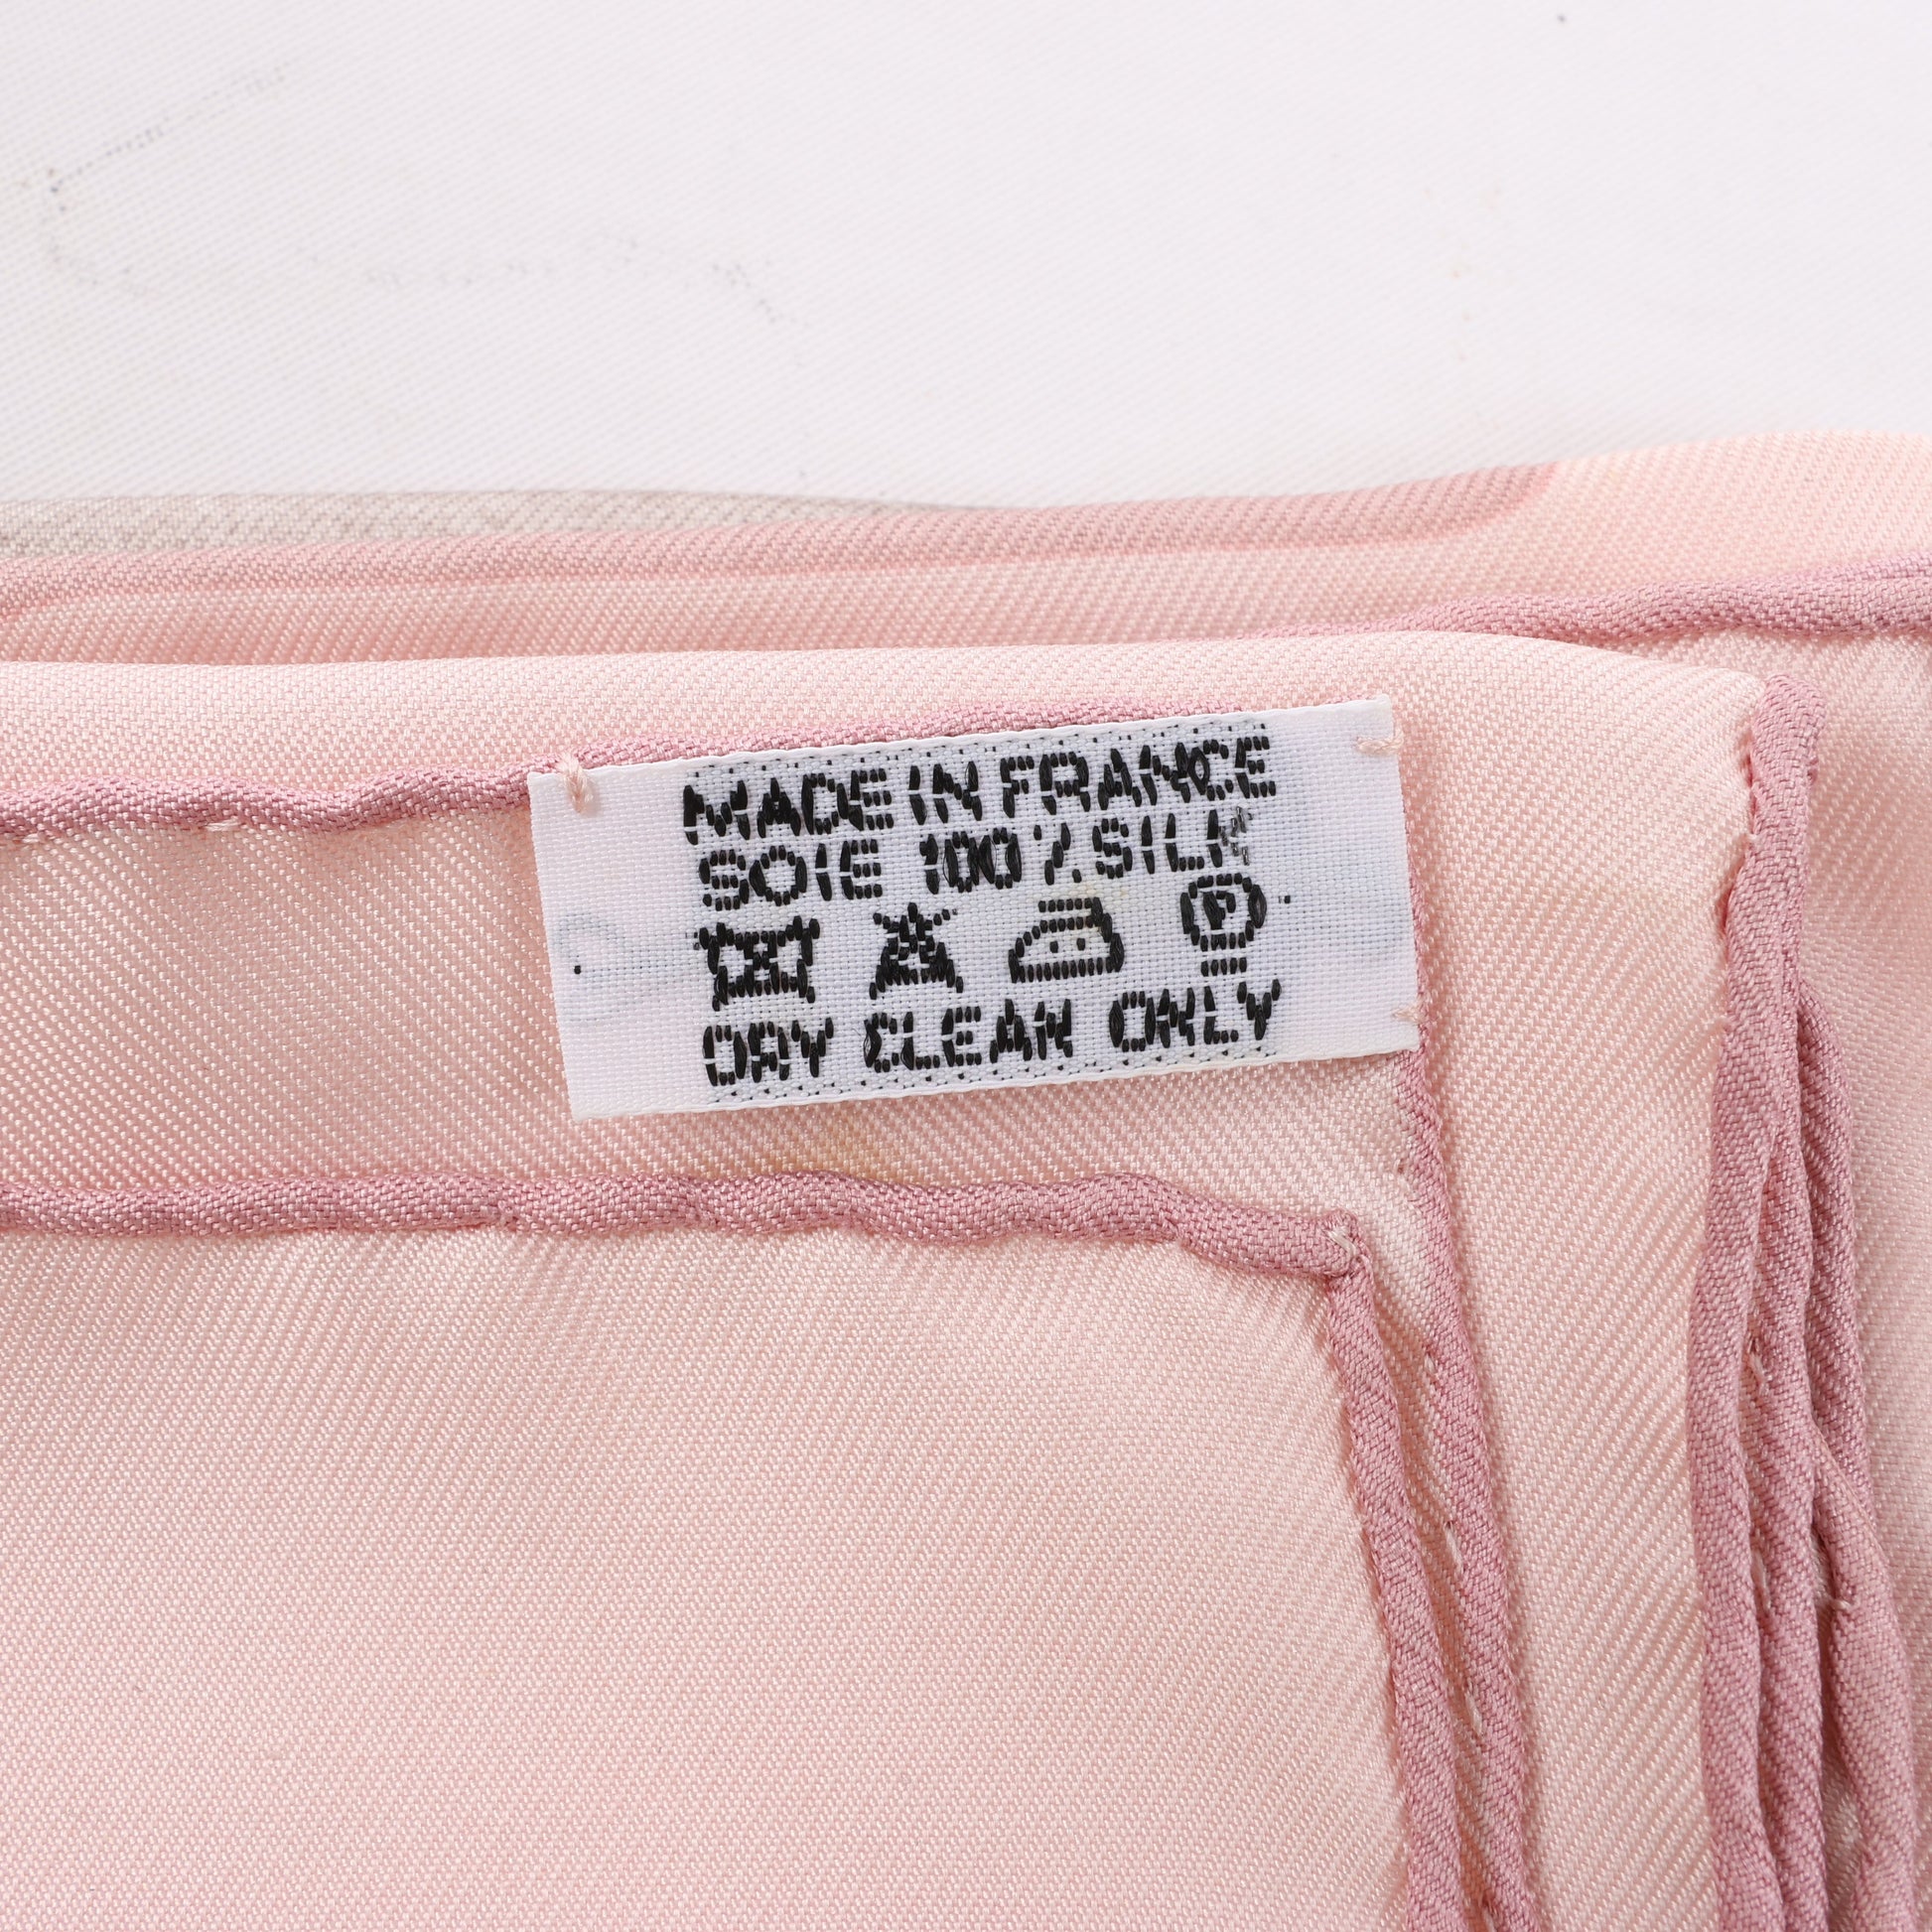 MADE IN FRANCE
SOIE 100% SILK
P
DRY CLEAN ONLY